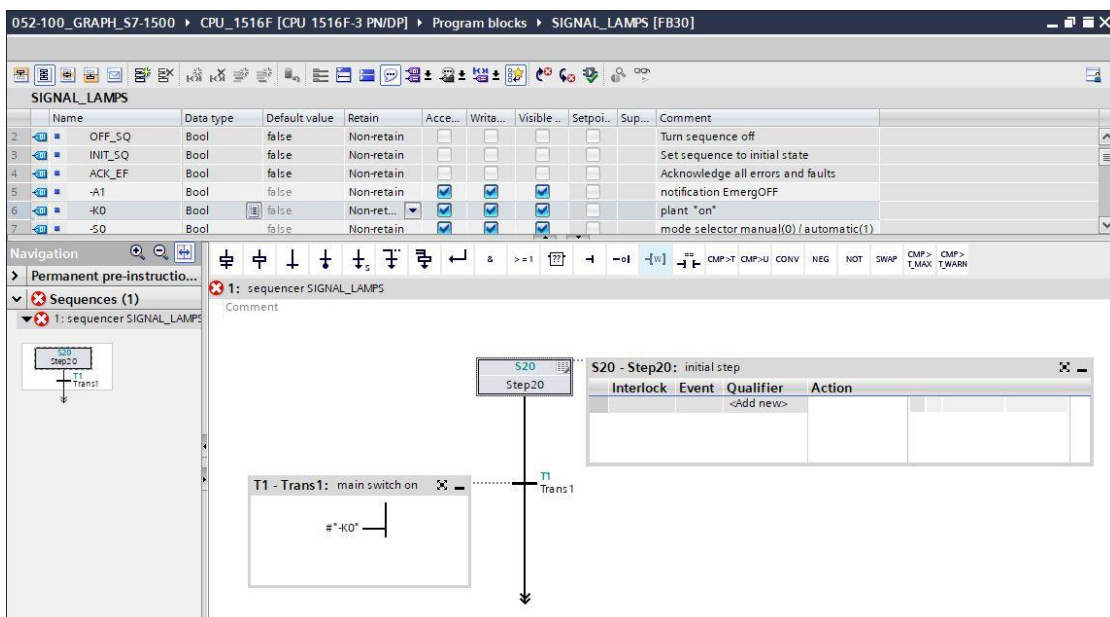 052-100_GRAPH_S7-1500 ▸ CPU_1516F [CPU 1516F-3 PN/DP] ▸ Program blocks ▸ SIGNAL_LAMPS [FB30]
SIGNAL_LAMPS
Name Data type Default value Retain Acce... Writa... Visible .. Setpoi.. Sup... Comment
2 OFF_SQ Bool false Non-retain Turn sequence off
3 INIT_SQ Bool false Non-retain Set sequence to initial state
4 ACK_EF Bool false Non-retain Acknowledge all errors and faults
5 -A1 Bool false Non-retain notification EmergOFF
6 -K0 Bool false Non-ret... plant "on"
7 -S0 Bool false Non-retain mode selector manual(0) / automatic(1)
Navigation
& >=1 ?? [w] CMP>T CMP>U CONV NEG NOT SWAP CMP> T_MAX CMP> T_WARN
Permanent pre-instructio...
Sequences (1)
1: sequencer SIGNAL_LAMPS
S20
Step20
T1
Trans1
1: sequencer SIGNAL_LAMPS
Comment
S20
Step20
S20 - Step20: initial step
Interlock Event Qualifier Action
<Add new>
T1 - Trans1: main switch on
#"-K0"
T1
Trans1